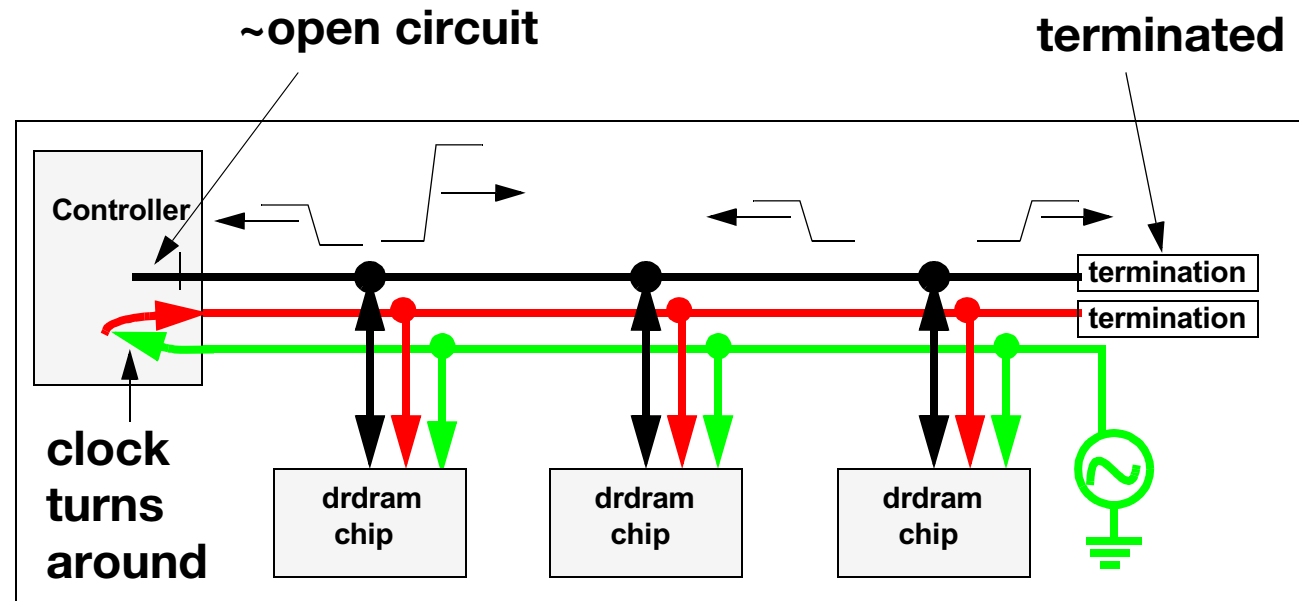 ~open circuit
terminated
Controller
termination
termination
clock
turns
around
drdram
chip
drdram
chip
drdram
chip